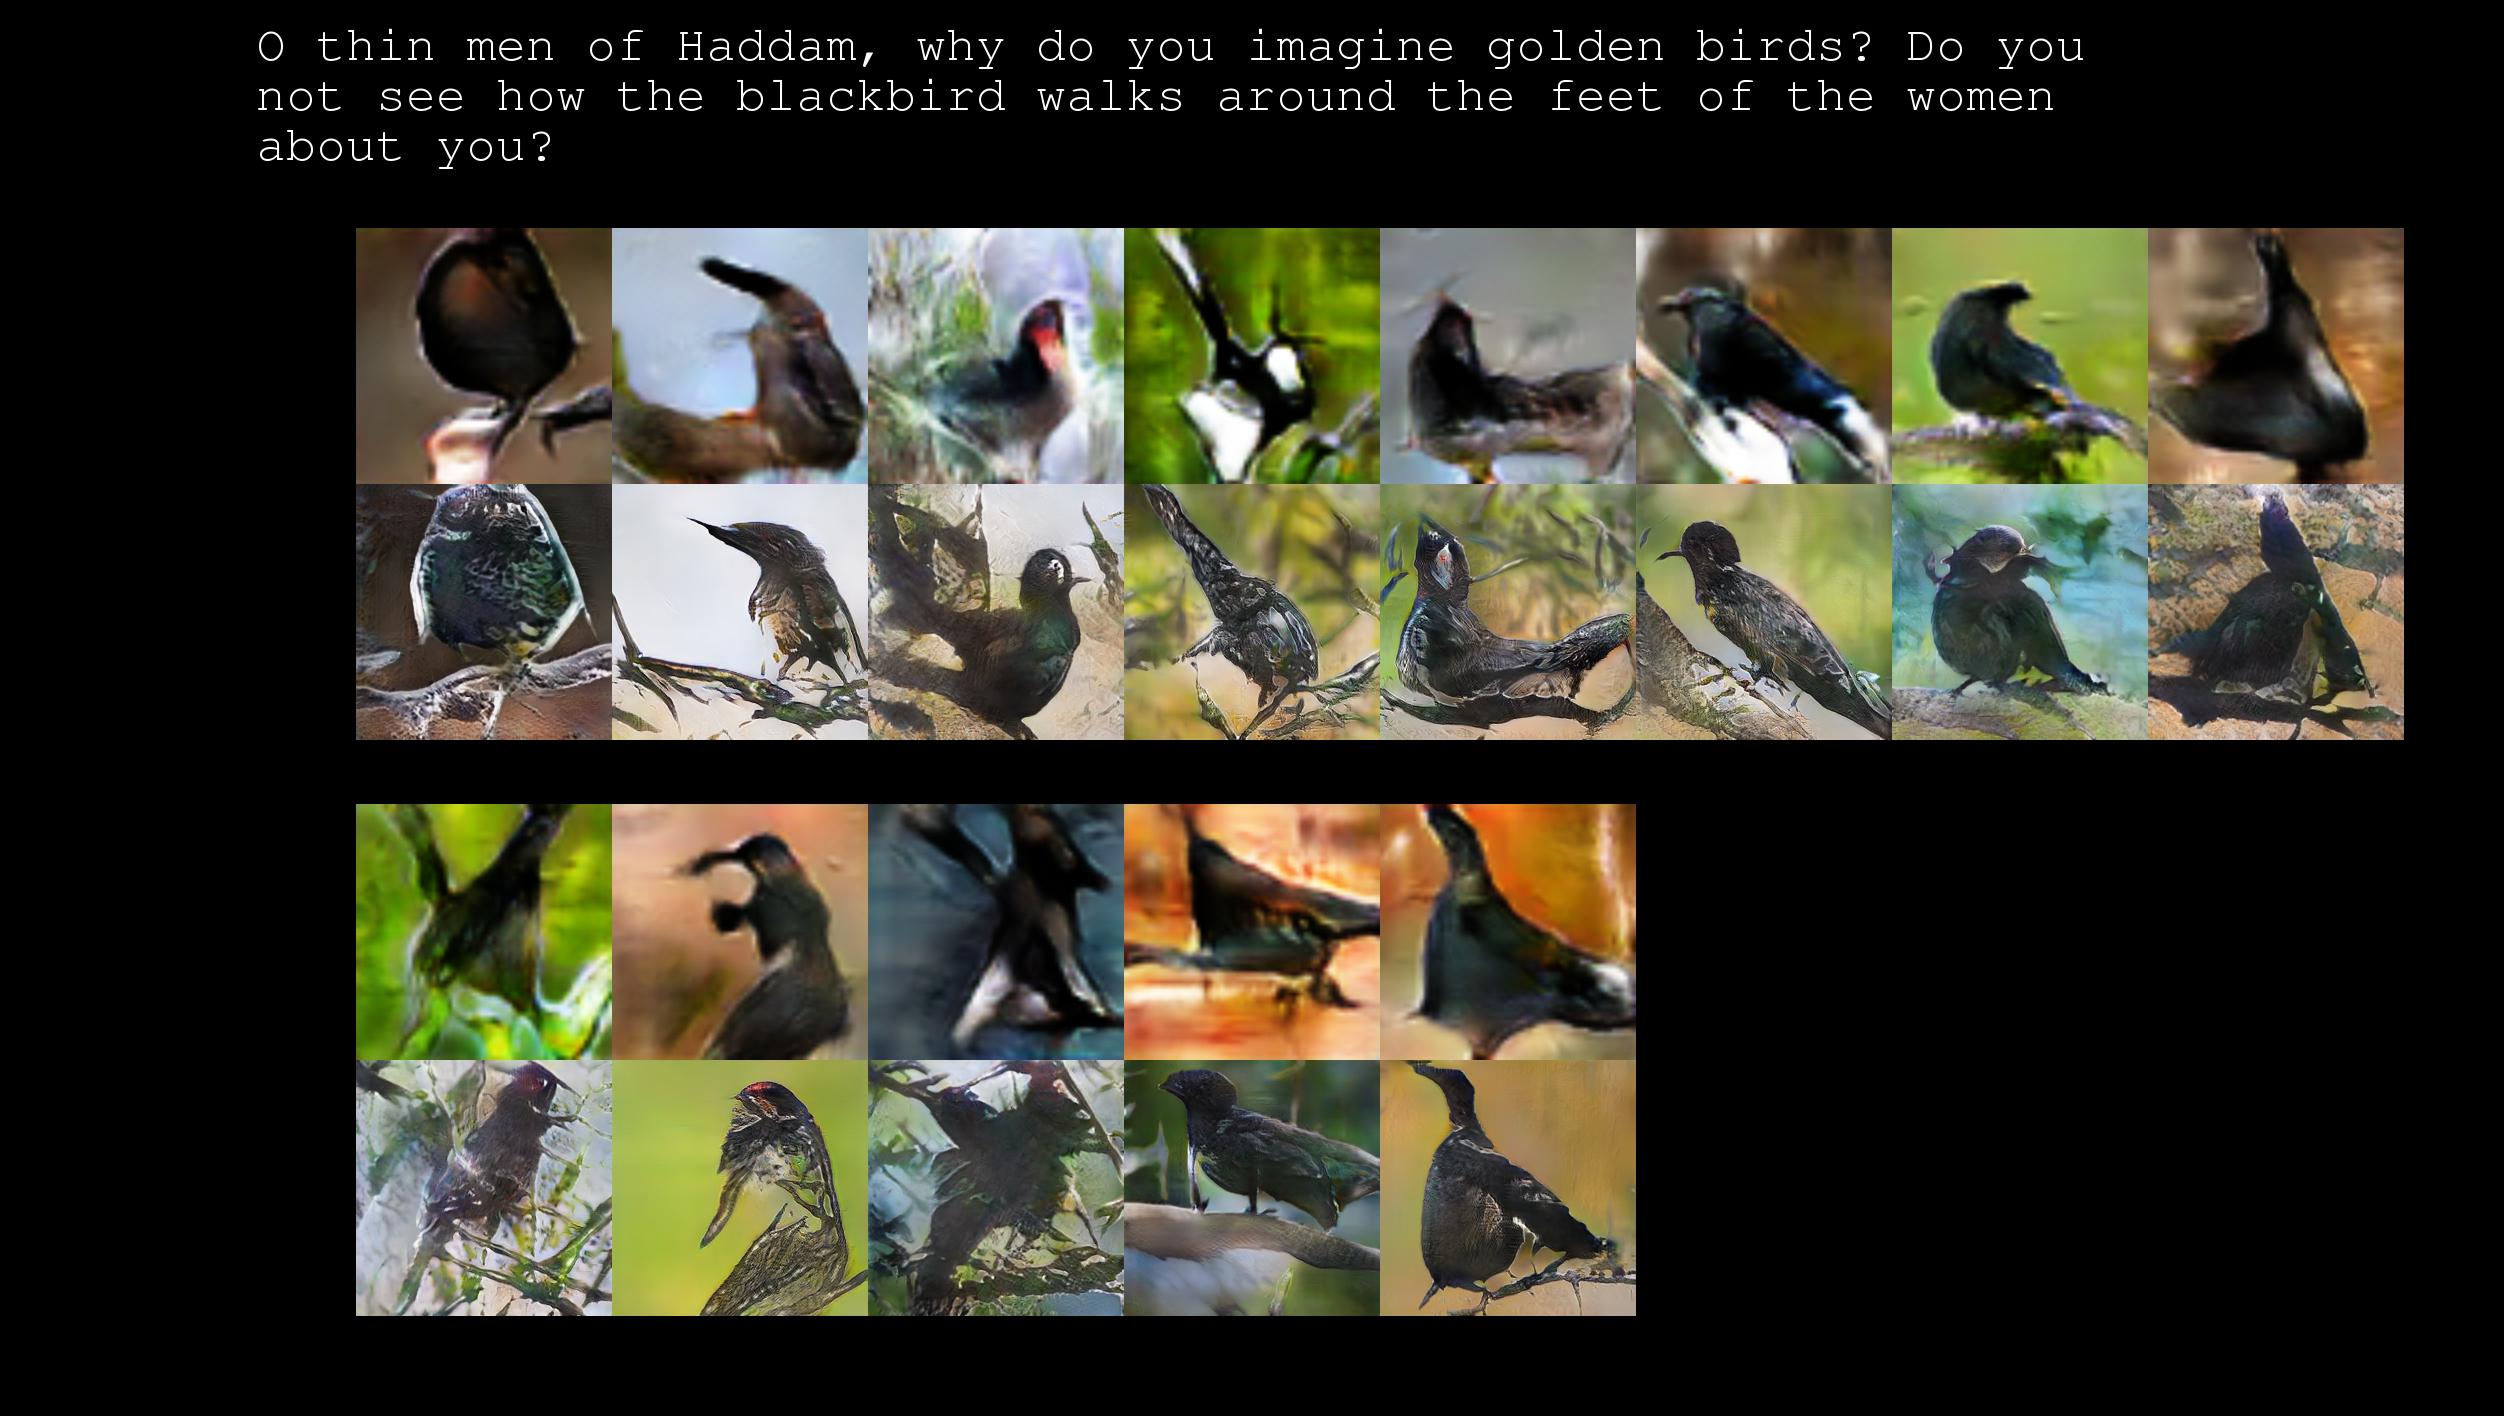 O thin men of Haddam, why do you imagine golden birds? Do you
not see how the blackbird walks around the feet of the women
about you?